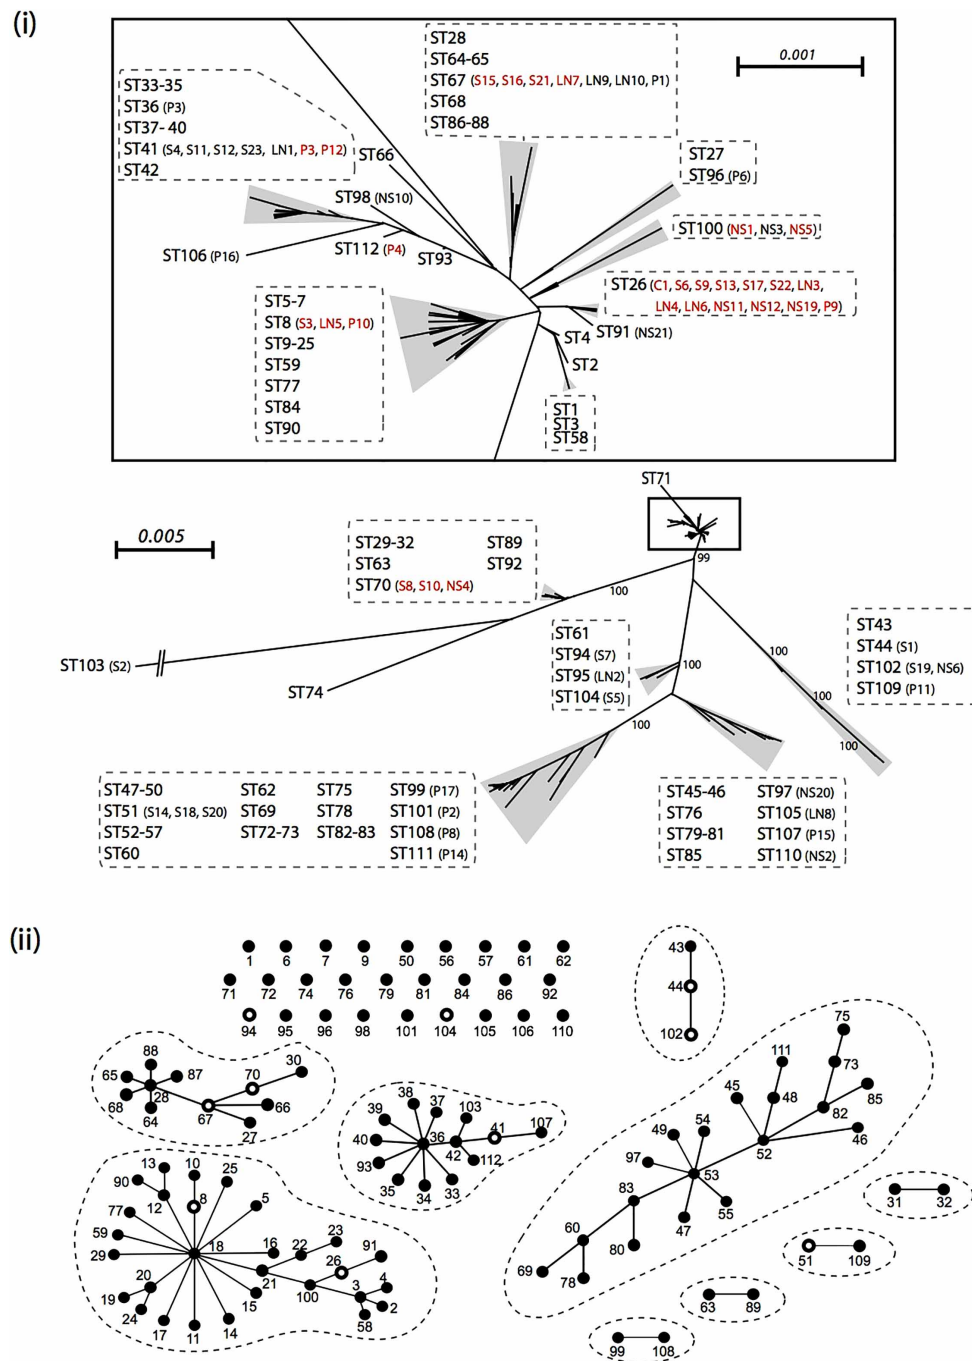 (i)
0.001
ST28
ST64-65
ST67 (S15, S16, S21, LN7, LN9, LN10, P1)
ST68
ST86-88
ST33-35
ST36 (P3)
ST37- 40
ST41 (S4, S11, S12, S23, LN1, P3, P12)
ST42
ST66
ST27
ST96 (P6)
ST98 (NS10)
ST100 (NS1, NS3, NS5)
ST106 (P16)
ST112 (P4)
ST93
ST26 (C1, S6, S9, S13, S17, S22, LN3,
LN4, LN6, NS11, NS12, NS19, P9)
ST5-7
ST8 (S3, LN5, P10)
ST9-25
ST59
ST77
ST84
ST90
ST91 (NS21)
ST4
ST2
ST1
ST3
ST58
ST71
0.005
99
ST29-32 ST89
ST63 ST92
ST70 (S8, S10, NS4)
100
ST61
ST94 (S7)
ST95 (LN2)
ST104 (S5)
100
ST43
ST44 (S1)
ST102 (S19, NS6)
ST109 (P11)
100
100
100
ST103 (S2)
ST74
100
ST47-50 ST62 ST75 ST99 (P17)
ST51 (S14, S18, S20) ST69 ST78 ST101 (P2)
ST52-57 ST72-73 ST82-83 ST108 (P8)
ST60 ST111 (P14)
ST45-46 ST97 (NS20)
ST76 ST105 (LN8)
ST79-81 ST107 (P15)
ST85 ST110 (NS2)
(ii)
1 6 7 9 50 56 57 61 62
71 72 74 76 79 81 84 86 92
94 95 96 98 101 104 105 106 110
43
44
102
88
65 87
28
68
64
70
30
67
66
27
38 37
39
103
36
41
107
40
42
93
112
35 34 33
75
111
73
45
48
85
82
54
49
52
46
97
53
83
55
47
60
80
69
78
13 10 25
90
8
12
5
77
59
18
29
16
22
23
21
26
91
20
100
3
4
19
15
2
24
17 11 14
58
31 32
51 109
63 89
99 108